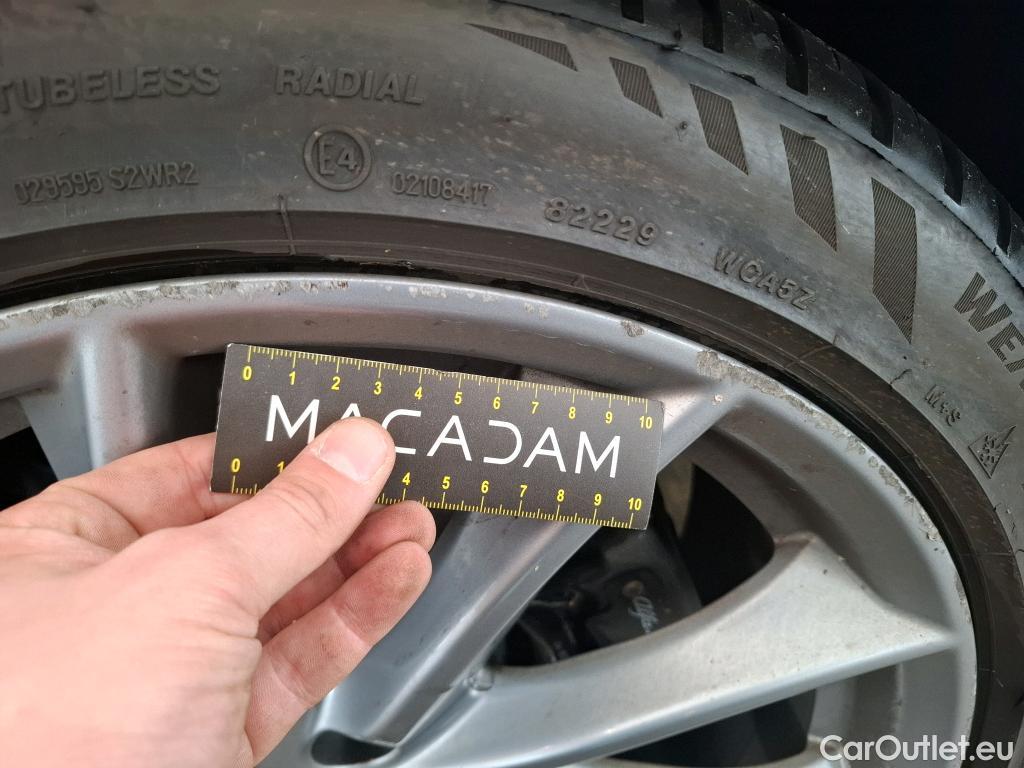 TUBELESS RADIAL
029595 S2WR2
E4
02108417
82229
WCA5Z
M+S
0 1 2 3 4 5 6 7 8 9 10
MACADAM
0 1 4 5 6 7 8 9 10
CarOutlet.eu